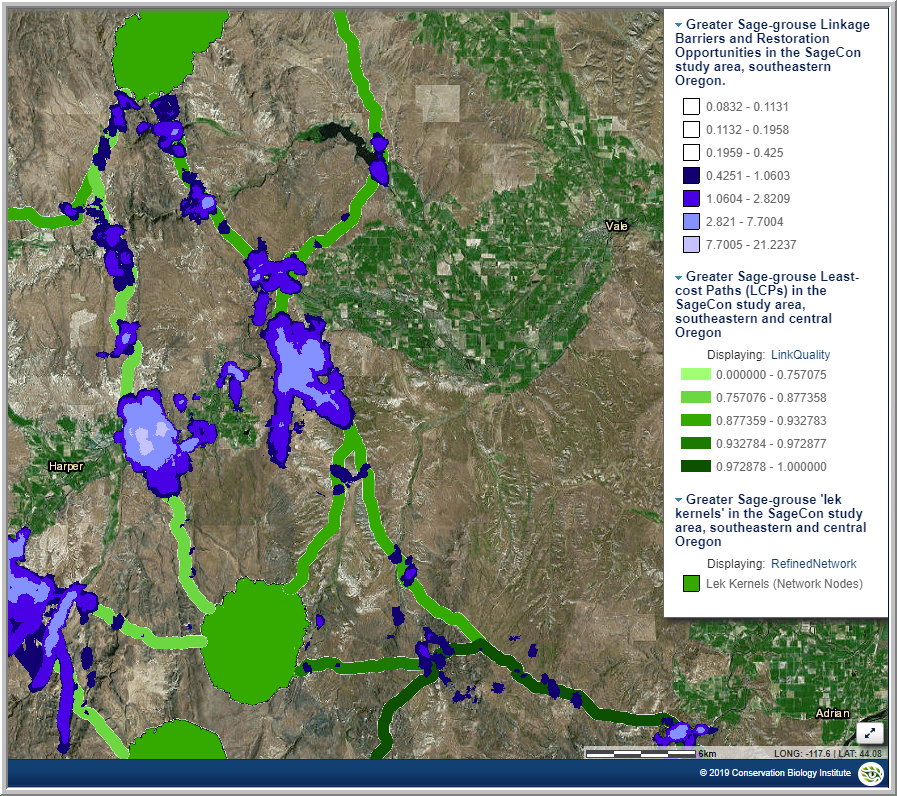 Greater Sage-grouse Linkage
Barriers and Restoration
Opportunities in the SageCon
study area, southeastern
Oregon.
0.0832 - 0.1131
0.1132 - 0.1958
0.1959 - 0.425
0.4251 - 1.0603
1.0604 - 2.8209
2.821 - 7.7004
7.7005 - 21.2237
Greater Sage-grouse Least-
cost Paths (LCPs) in the
SageCon study area,
southeastern and central
Oregon
Displaying: LinkQuality
0.000000 - 0.757075
0.757076 - 0.877358
0.877359 - 0.932783
0.932784 - 0.972877
0.972878 - 1.000000
Greater Sage-grouse 'lek
kernels' in the SageCon study
area, southeastern and central
Oregon
Displaying: RefinedNetwork
Lek Kernels (Network Nodes)
Vale
Harper
Adrian
6km
LONG: -117.6 | LAT: 44.08
© 2019 Conservation Biology Institute